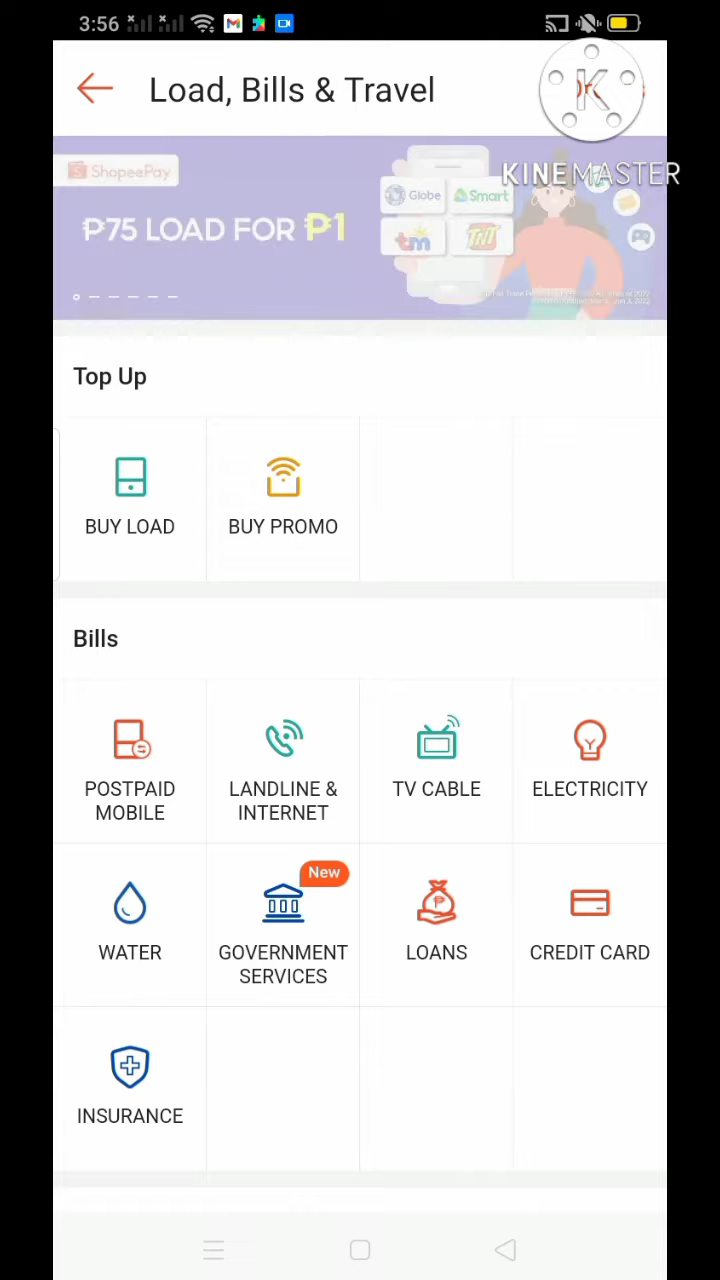 3:56
Load, Bills & Travel
K
KINEMASTER
ShopeePay
₱75 LOAD FOR ₱1
Globe
Smart
tm
TNT
Top Up
BUY LOAD
BUY PROMO
Bills
POSTPAID
MOBILE
LANDLINE &
INTERNET
TV CABLE
ELECTRICITY
WATER
New
GOVERNMENT
SERVICES
LOANS
CREDIT CARD
INSURANCE